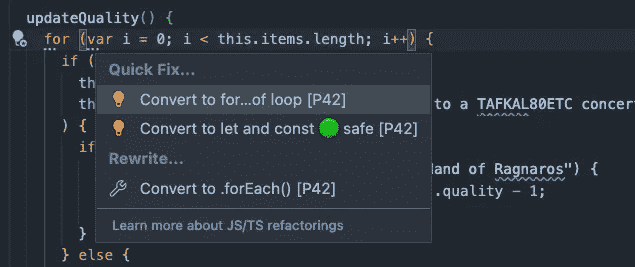 updateQuality() {
for (var i = 0; i < this.items.length; i++) {
if (
Quick Fix...
th
Convert to for...of loop [P42]
th to a TAFKAL80ETC concer
Convert to let and const 🟢 safe [P42]
) {
if
Rewrite...
and of Ragnaros") {
Convert to .forEach() [P42]
.quality - 1;
Learn more about JS/TS refactorings
}
} else {